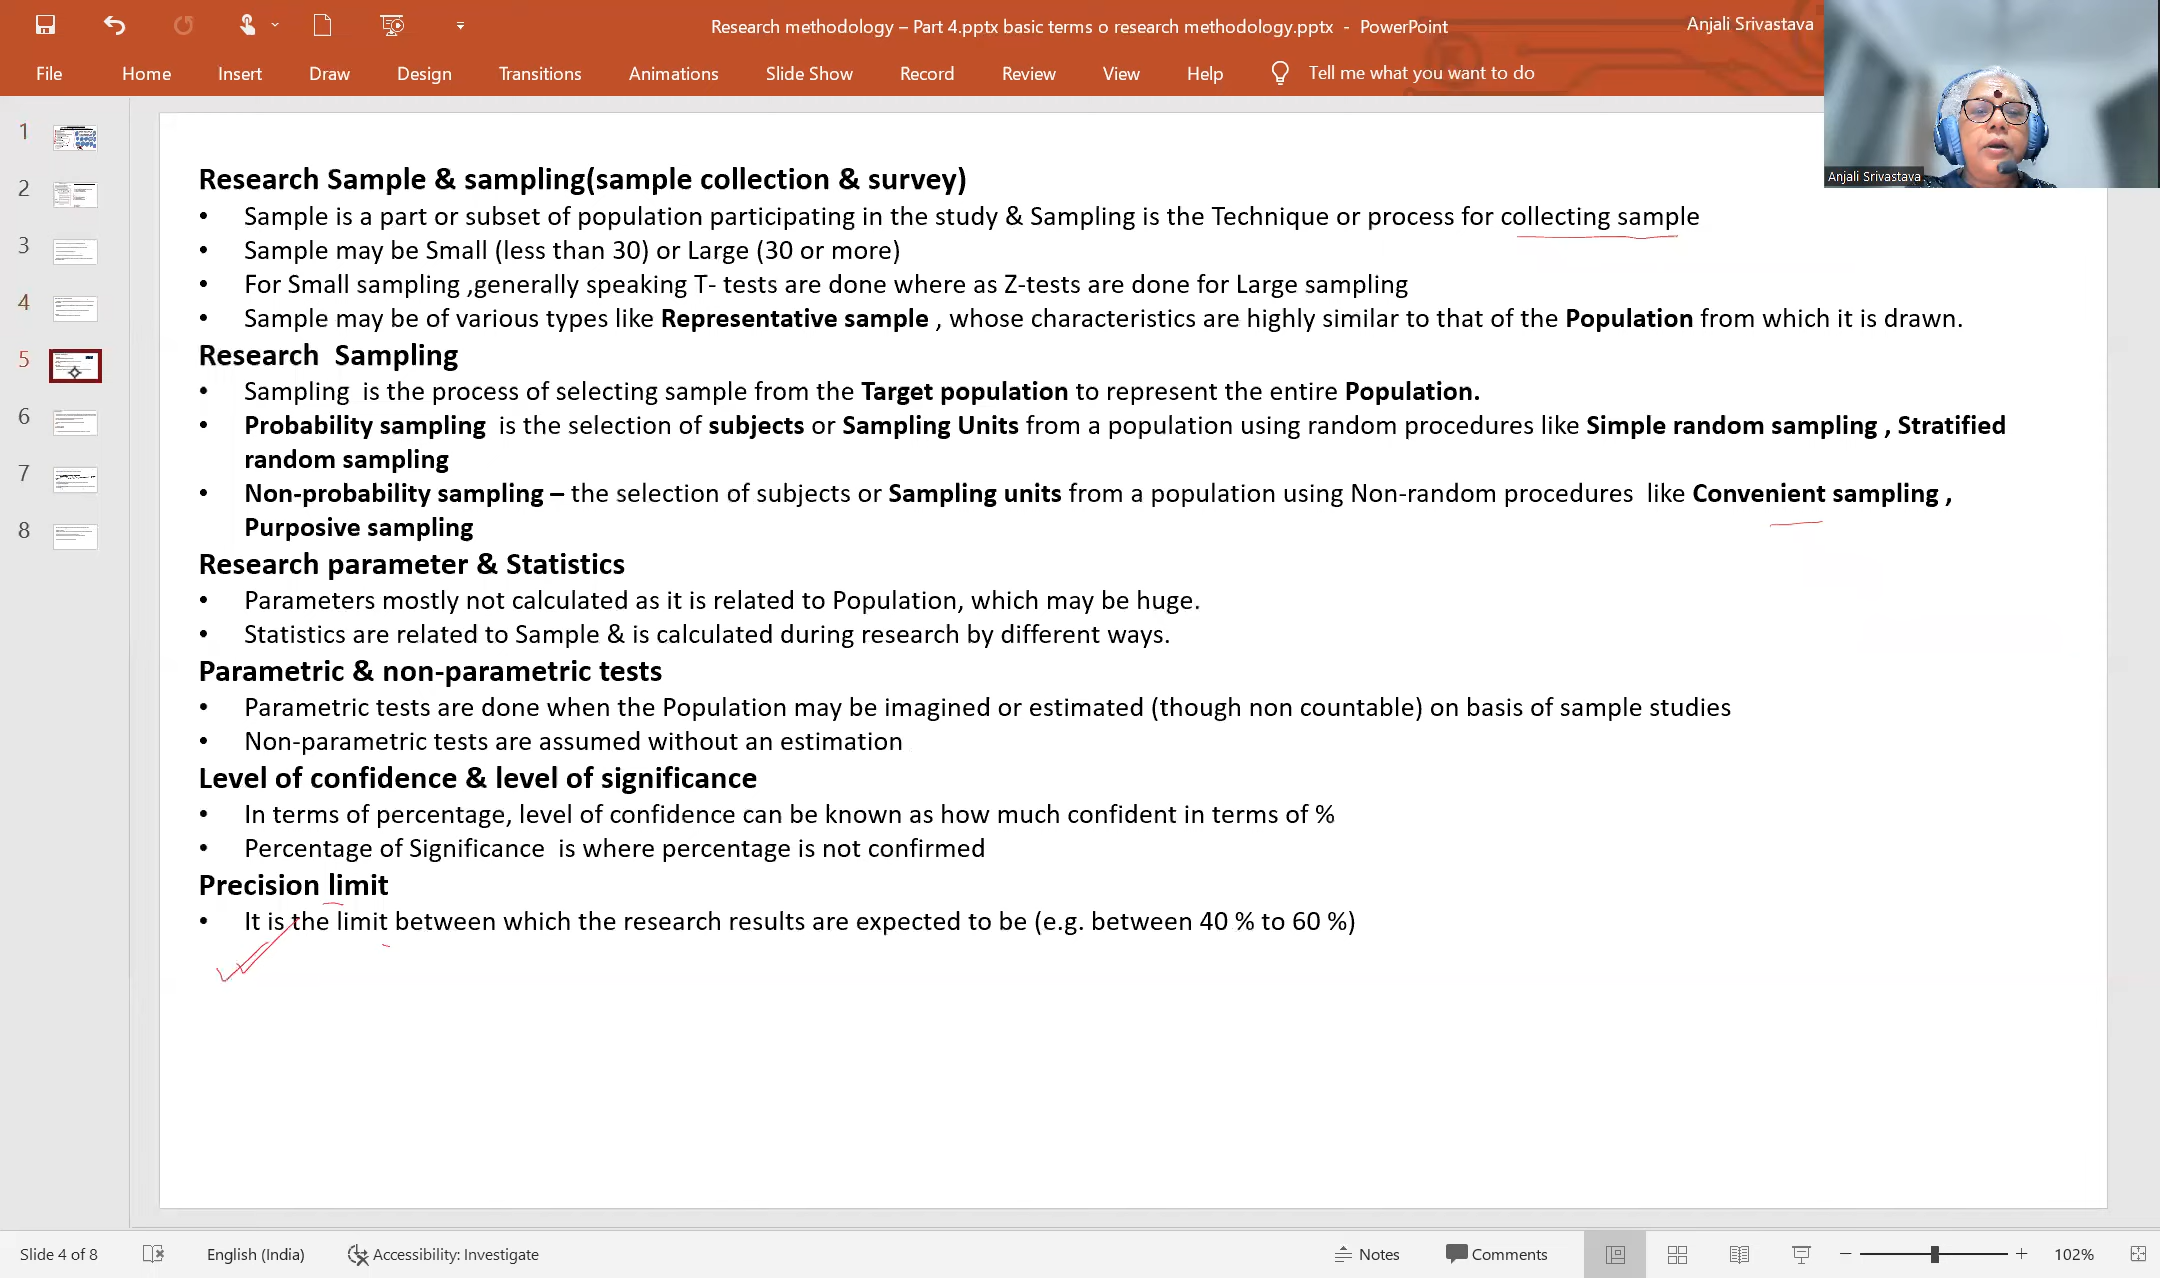 Research methodology – Part 4.pptx basic terms o research methodology.pptx - PowerPoint
Anjali Srivastava
File Home Insert Draw Design Transitions Animations Slide Show Record Review View Help Tell me what you want to do
Anjali Srivastava
1
2
3
4
5
6
7
8
Research Sample & sampling(sample collection & survey)
• Sample is a part or subset of population participating in the study & Sampling is the Technique or process for collecting sample
• Sample may be Small (less than 30) or Large (30 or more)
• For Small sampling ,generally speaking T- tests are done where as Z-tests are done for Large sampling
• Sample may be of various types like Representative sample , whose characteristics are highly similar to that of the Population from which it is drawn.
Research Sampling
• Sampling is the process of selecting sample from the Target population to represent the entire Population.
• Probability sampling is the selection of subjects or Sampling Units from a population using random procedures like Simple random sampling , Stratified
random sampling
• Non-probability sampling – the selection of subjects or Sampling units from a population using Non-random procedures like Convenient sampling ,
Purposive sampling
Research parameter & Statistics
• Parameters mostly not calculated as it is related to Population, which may be huge.
• Statistics are related to Sample & is calculated during research by different ways.
Parametric & non-parametric tests
• Parametric tests are done when the Population may be imagined or estimated (though non countable) on basis of sample studies
• Non-parametric tests are assumed without an estimation
Level of confidence & level of significance
• In terms of percentage, level of confidence can be known as how much confident in terms of %
• Percentage of Significance is where percentage is not confirmed
Precision limit
• It is the limit between which the research results are expected to be (e.g. between 40 % to 60 %)
Slide 4 of 8 English (India) Accessibility: Investigate Notes Comments 102%